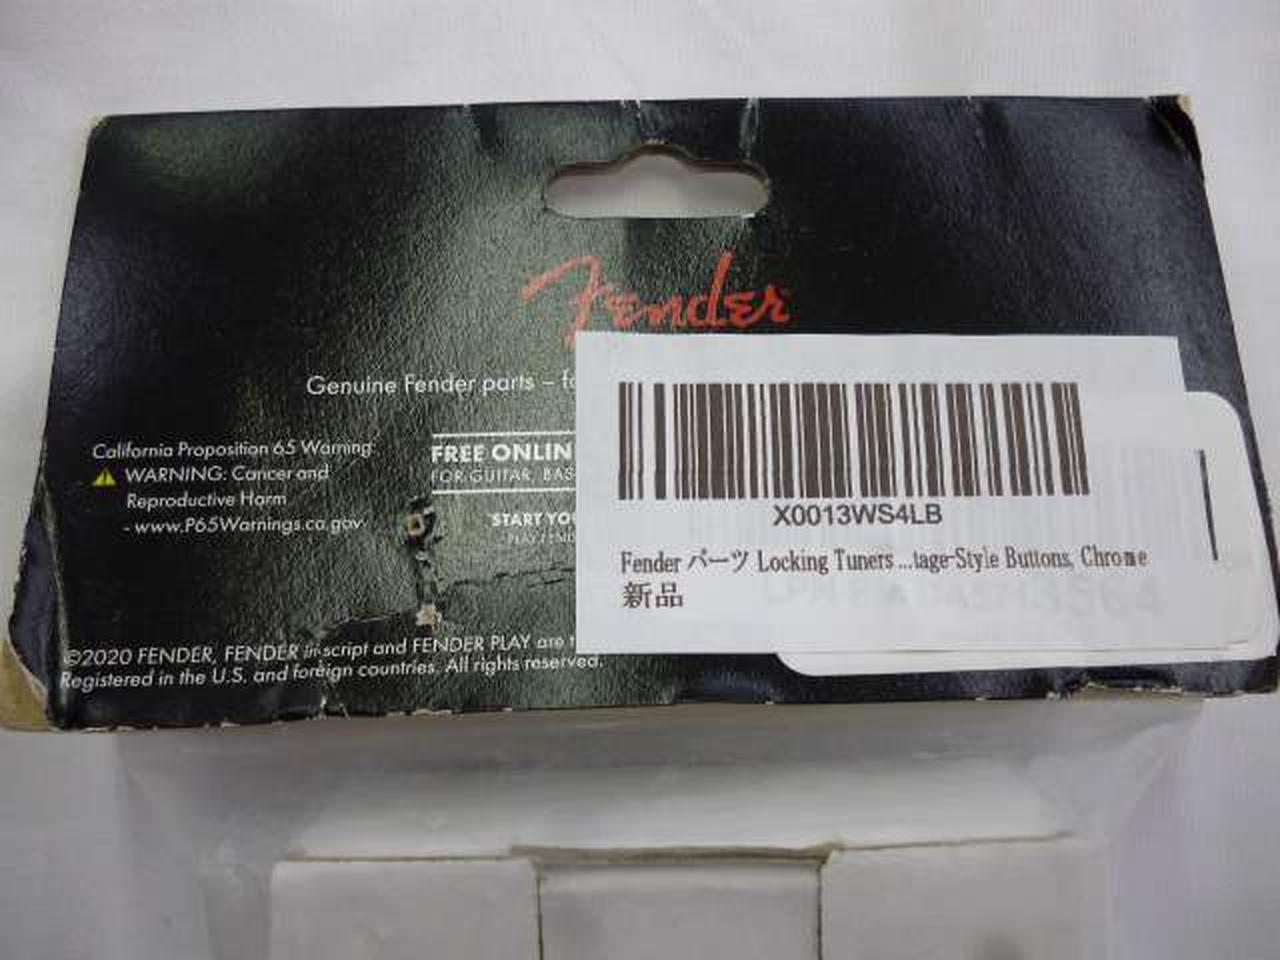 Fender
Genuine Fender parts –
California Proposition 65 Warning:
WARNING: Cancer and
Reproductive Harm
- www.P65Warnings.ca.gov.
FREE ONLIN
FOR GUITAR, BAS
START YO
X0013WS4LB
Fender パーツ Locking Tuners ...tage-Style Buttons, Chrome
新品
©2020 FENDER, FENDER in script and FENDER PLAY are
Registered in the U.S. and foreign countries. All rights reserved.